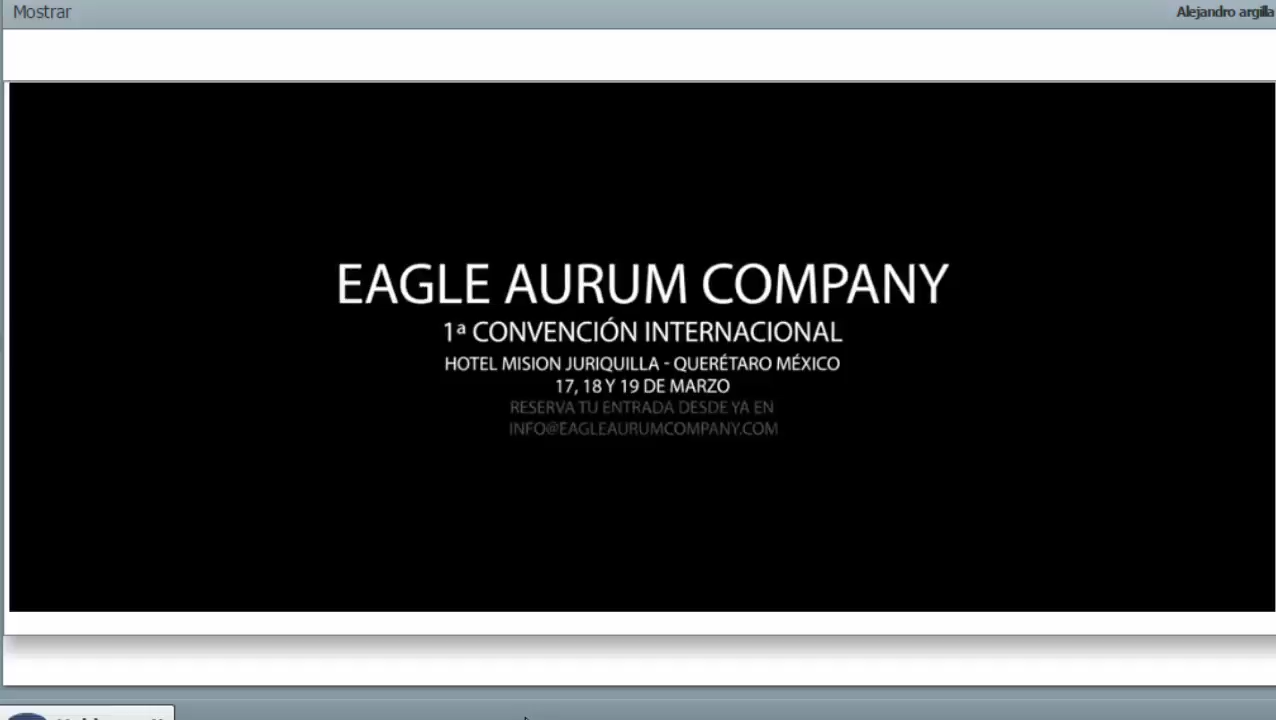 Mostrar
Alejandro argilla
EAGLE AURUM COMPANY
1ª CONVENCIÓN INTERNACIONAL
HOTEL MISION JURIQUILLA - QUERÉTARO MÉXICO
17, 18 Y 19 DE MARZO
RESERVA TU ENTRADA DESDE YA EN
INFO@EAGLEAURUMCOMPANY.COM